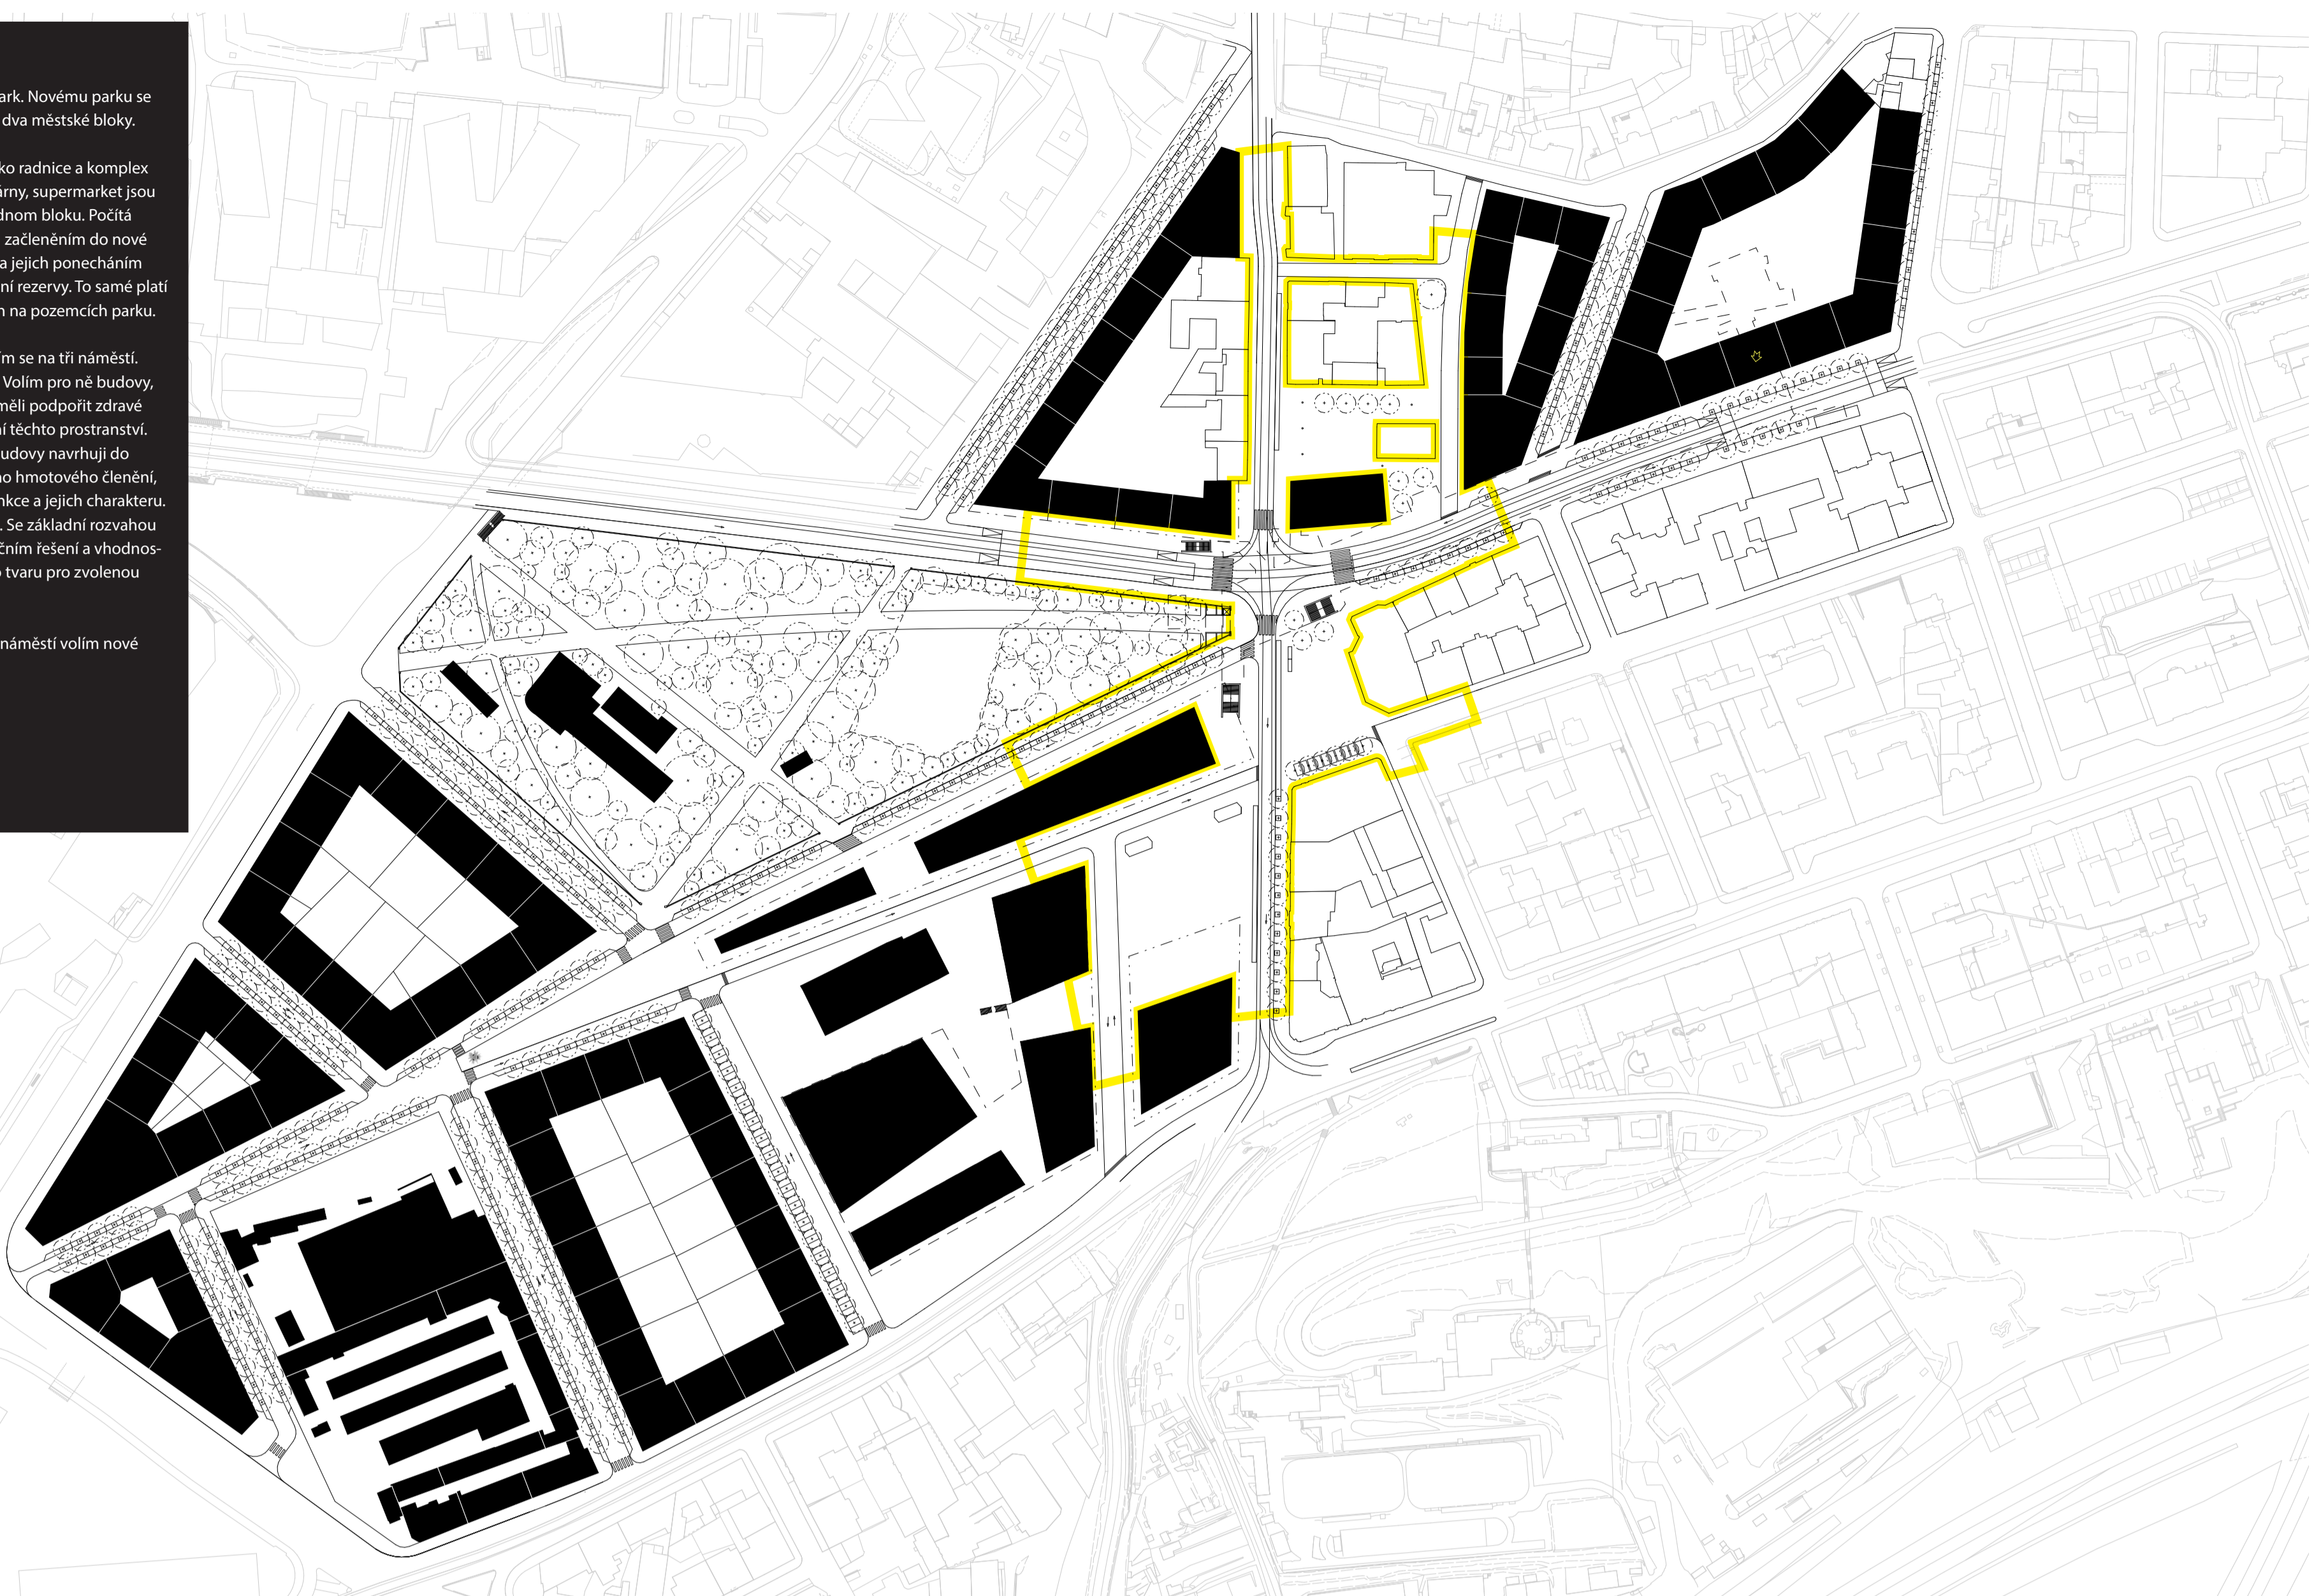 ark. Novému parku se
dva městské bloky.
ko radnice a komplex
árny, supermarket jsou
dnom bloku. Počítá
začleněním do nové
a jejich ponecháním
ní rezervy. To samé platí
n na pozemcích parku.
ím se na tři náměstí.
Volím pro ně budovy,
měli podpořit zdravé
ní těchto prostranství.
udovy navrhuji do
ho hmotového členění,
nkce a jejich charakteru.
. Se základní rozvahou
čním řešení a vhodnos-
o tvaru pro zvolenou
náměstí volím nové